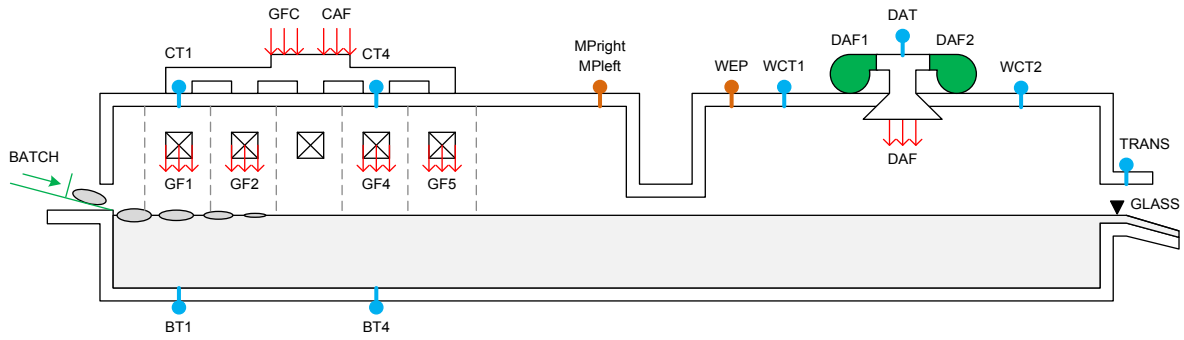 GFC CAF
DAT
CT1 CT4
MPright
MPleft
DAF1 DAF2
WEP WCT1 WCT2
BATCH
GF1 GF2 GF4 GF5
DAF
TRANS
GLASS
BT1 BT4